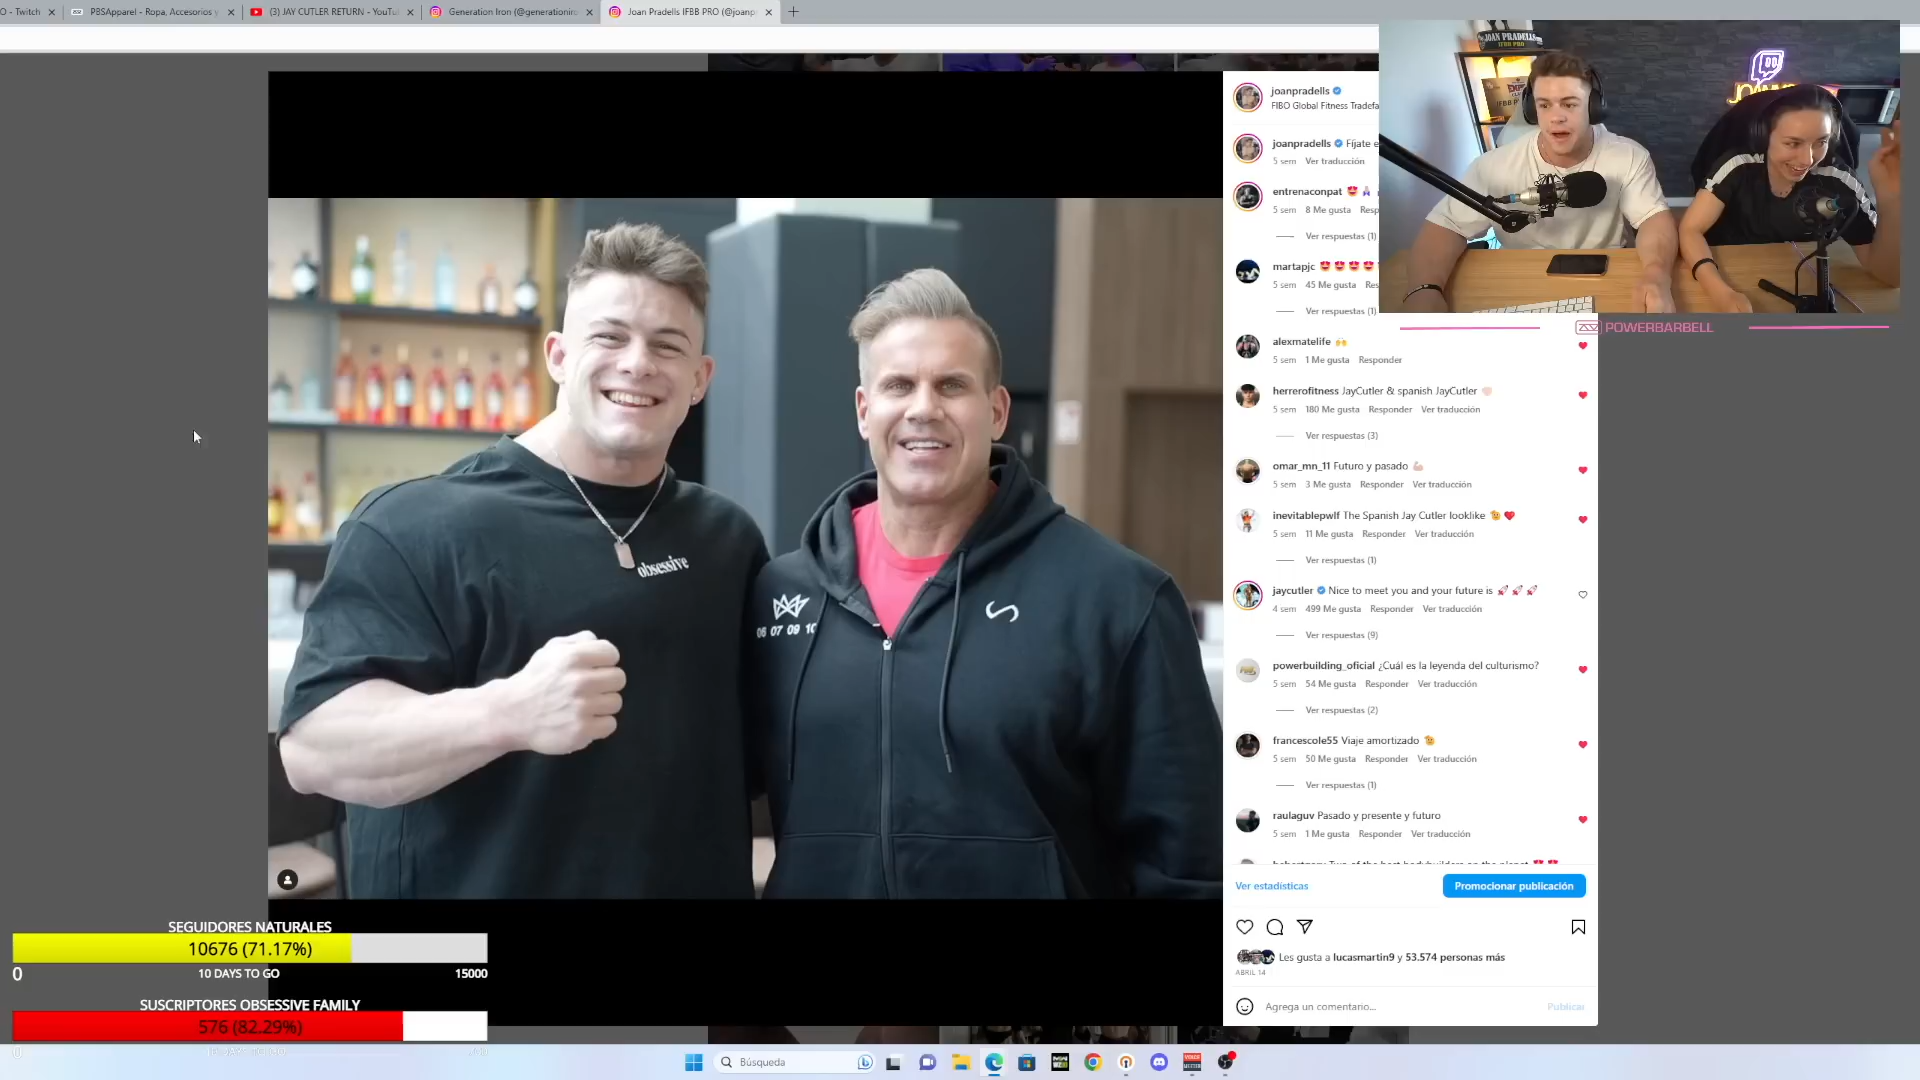 O - Twitch
PBSApparel - Ropa, Accesorios y
(3) JAY CUTLER RETURN - YouTu
Generation Iron (@generationiro
Joan Pradells IFBB PRO (@joanp
JOAN PRADELLS
IFBB PRO
joanpradells
FIBO Global Fitness Tradefa
joanpradells Fíjate e
5 sem Ver traducción
entrenaconpat
5 sem 8 Me gusta Resp
Ver respuestas (1)
martapjc
5 sem 45 Me gusta Res
Ver respuestas (1)
POWERBARBELL
alexmatelife
5 sem 1 Me gusta Responder
herrerofitness JayCutler & spanish JayCutler
5 sem 180 Me gusta Responder Ver traducción
Ver respuestas (3)
omar_mn_11 Futuro y pasado
5 sem 3 Me gusta Responder Ver traducción
inevitablepwlf The Spanish Jay Cutler looklike
5 sem 11 Me gusta Responder Ver traducción
Ver respuestas (1)
jaycutler Nice to meet you and your future is
4 sem 499 Me gusta Responder Ver traducción
Ver respuestas (9)
powerbuilding_oficial ¿Cuál es la leyenda del culturismo?
5 sem 54 Me gusta Responder Ver traducción
Ver respuestas (2)
francescole55 Viaje amortizado
5 sem 50 Me gusta Responder Ver traducción
Ver respuestas (1)
raulaguv Pasado y presente y futuro
5 sem 1 Me gusta Responder Ver traducción
obsessive
06 07 09 10
Ver estadísticas
Promocionar publicación
Les gusta a lucasmartin9 y 53.574 personas más
ABRIL 14
Agrega un comentario...
Publicar
SEGUIDORES NATURALES
10676 (71.17%)
0 10 DAYS TO GO 15000
SUSCRIPTORES OBSESSIVE FAMILY
576 (82.29%)
Búsqueda